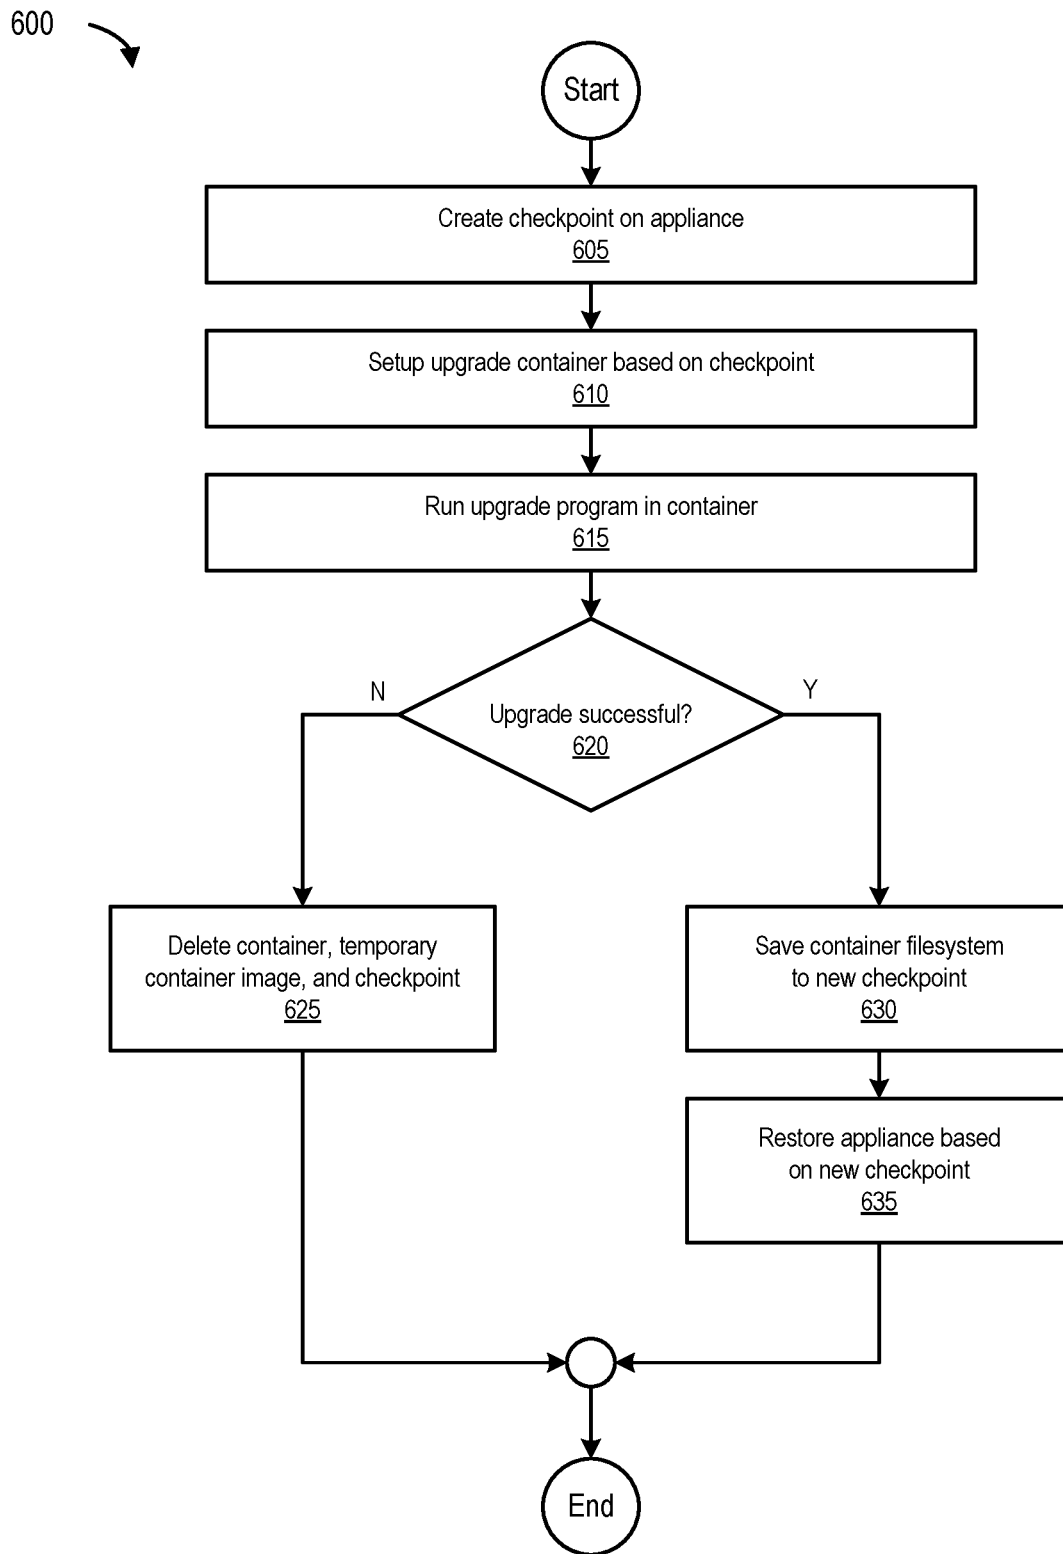 600
Start
Create checkpoint on appliance
605
Setup upgrade container based on checkpoint
610
Run upgrade program in container
615
N
Y
Upgrade successful?
620
Delete container, temporary
container image, and checkpoint
625
Save container filesystem
to new checkpoint
630
Restore appliance based
on new checkpoint
635
End